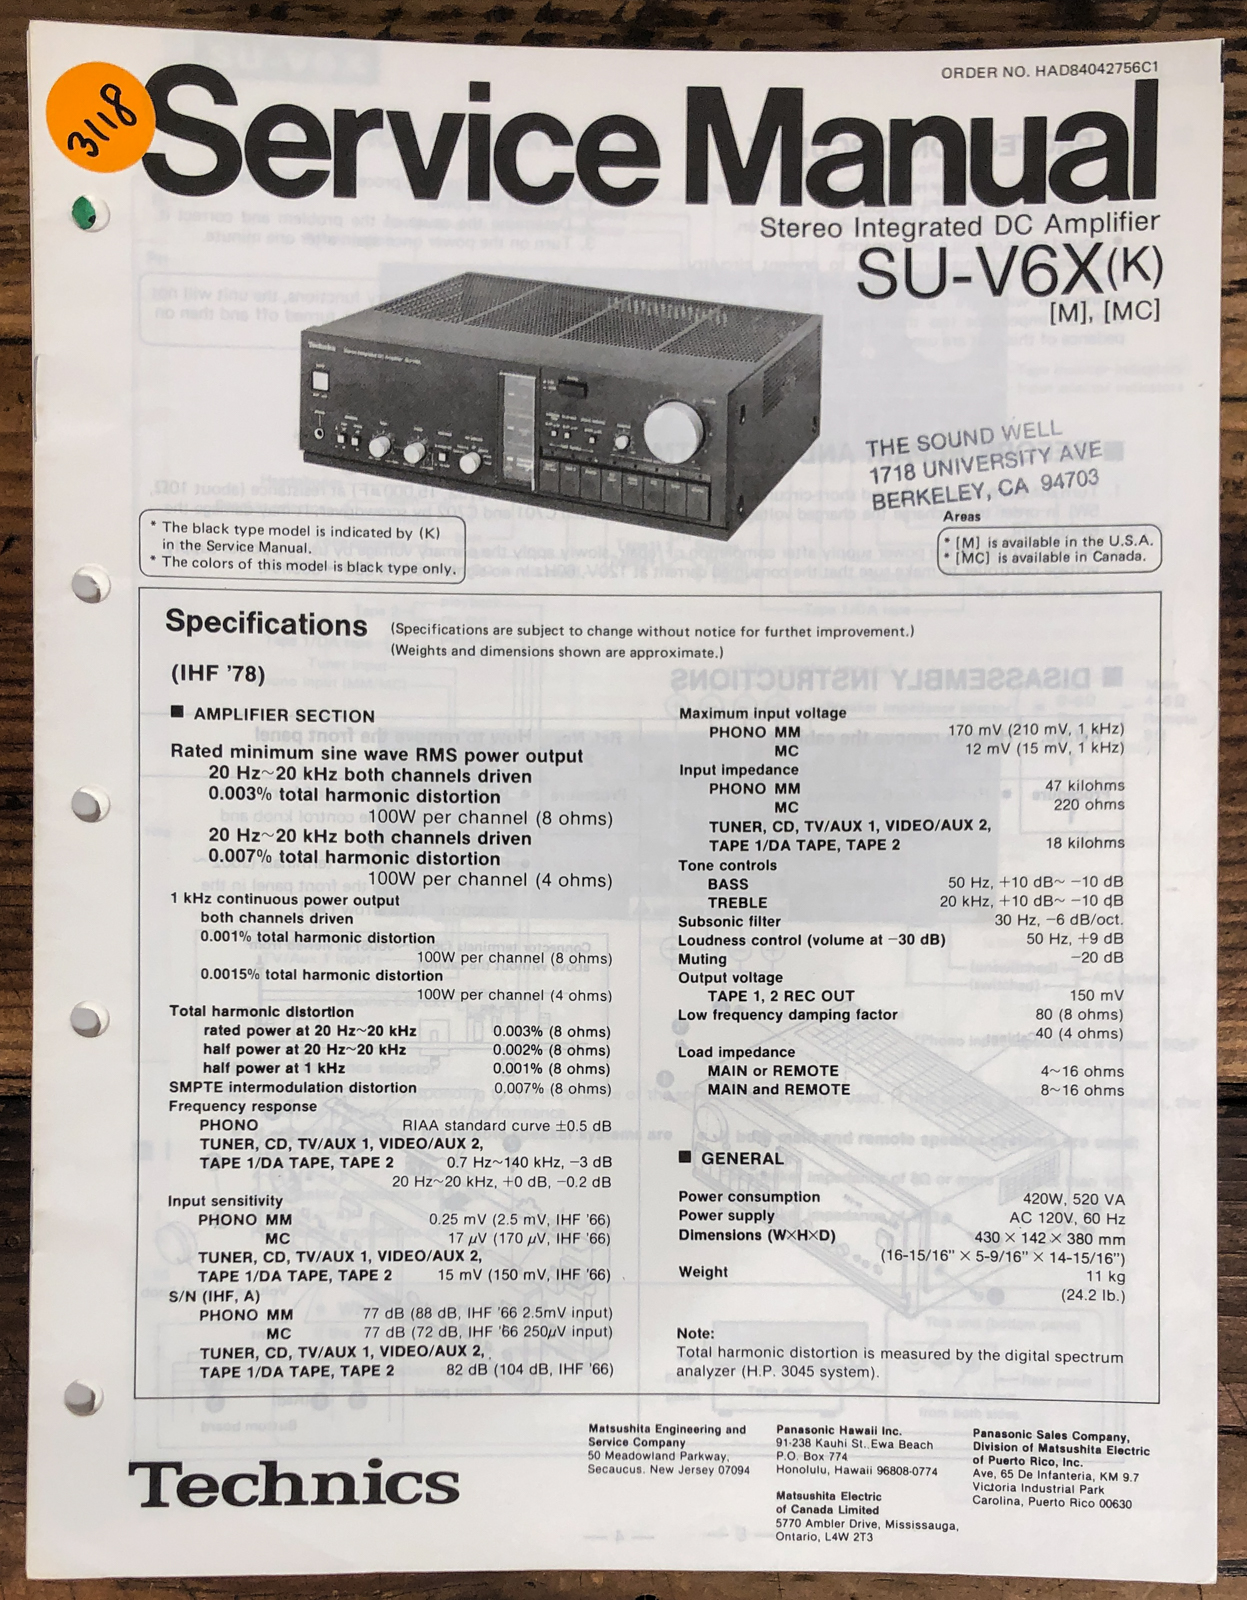 3118
ORDER NO. HAD84042756C1
Service Manual
Stereo Integrated DC Amplifier
SU-V6X(K)
[M], [MC]
Technics
THE SOUND WELL
1718 UNIVERSITY AVE
BERKELEY, CA 94703
* The black type model is indicated by (K)
in the Service Manual.
* The colors of this model is black type only.
Areas
* [M] is available in the U.S.A.
* [MC] is available in Canada.
Specifications
(Specifications are subject to change without notice for furthet improvement.)
(Weights and dimensions shown are approximate.)
(IHF '78)
■ AMPLIFIER SECTION
Rated minimum sine wave RMS power output
20 Hz~20 kHz both channels driven
0.003% total harmonic distortion
100W per channel (8 ohms)
20 Hz~20 kHz both channels driven
0.007% total harmonic distortion
100W per channel (4 ohms)
1 kHz continuous power output
both channels driven
0.001% total harmonic distortion
100W per channel (8 ohms)
0.0015% total harmonic distortion
100W per channel (4 ohms)
Total harmonic distortion
rated power at 20 Hz~20 kHz 0.003% (8 ohms)
half power at 20 Hz~20 kHz 0.002% (8 ohms)
half power at 1 kHz 0.001% (8 ohms)
SMPTE intermodulation distortion 0.007% (8 ohms)
Frequency response
PHONO RIAA standard curve ±0.5 dB
TUNER, CD, TV/AUX 1, VIDEO/AUX 2,
TAPE 1/DA TAPE, TAPE 2 0.7 Hz~140 kHz, −3 dB
20 Hz~20 kHz, +0 dB, −0.2 dB
Input sensitivity
PHONO MM 0.25 mV (2.5 mV, IHF '66)
MC 17 μV (170 μV, IHF '66)
TUNER, CD, TV/AUX 1, VIDEO/AUX 2,
TAPE 1/DA TAPE, TAPE 2 15 mV (150 mV, IHF '66)
S/N (IHF, A)
PHONO MM 77 dB (88 dB, IHF '66 2.5mV input)
MC 77 dB (72 dB, IHF '66 250μV input)
TUNER, CD, TV/AUX 1, VIDEO/AUX 2,
TAPE 1/DA TAPE, TAPE 2 82 dB (104 dB, IHF '66)
Maximum input voltage
PHONO MM 170 mV (210 mV, 1 kHz)
MC 12 mV (15 mV, 1 kHz)
Input impedance
PHONO MM 47 kilohms
MC 220 ohms
TUNER, CD, TV/AUX 1, VIDEO/AUX 2,
TAPE 1/DA TAPE, TAPE 2 18 kilohms
Tone controls
BASS 50 Hz, +10 dB~ −10 dB
TREBLE 20 kHz, +10 dB~ −10 dB
Subsonic filter 30 Hz, −6 dB/oct.
Loudness control (volume at −30 dB) 50 Hz, +9 dB
Muting −20 dB
Output voltage
TAPE 1, 2 REC OUT 150 mV
Low frequency damping factor 80 (8 ohms)
40 (4 ohms)
Load impedance
MAIN or REMOTE 4~16 ohms
MAIN and REMOTE 8~16 ohms
■ GENERAL
Power consumption 420W, 520 VA
Power supply AC 120V, 60 Hz
Dimensions (W×H×D) 430 × 142 × 380 mm
(16-15/16" × 5-9/16" × 14-15/16")
Weight 11 kg
(24.2 lb.)
Note:
Total harmonic distortion is measured by the digital spectrum
analyzer (H.P. 3045 system).
Technics
Matsushita Engineering and
Service Company
50 Meadowland Parkway,
Secaucus. New Jersey 07094
Panasonic Hawaii Inc.
91-238 Kauhi St. Ewa Beach
P.O. Box 774
Honolulu, Hawaii 96808-0774
Matsushita Electric
of Canada Limited
5770 Ambler Drive, Mississauga,
Ontario, L4W 2T3
Panasonic Sales Company,
Division of Matsushita Electric
of Puerto Rico, Inc.
Ave, 65 De Infanteria, KM 9.7
Victoria Industrial Park
Carolina, Puerto Rico 00630